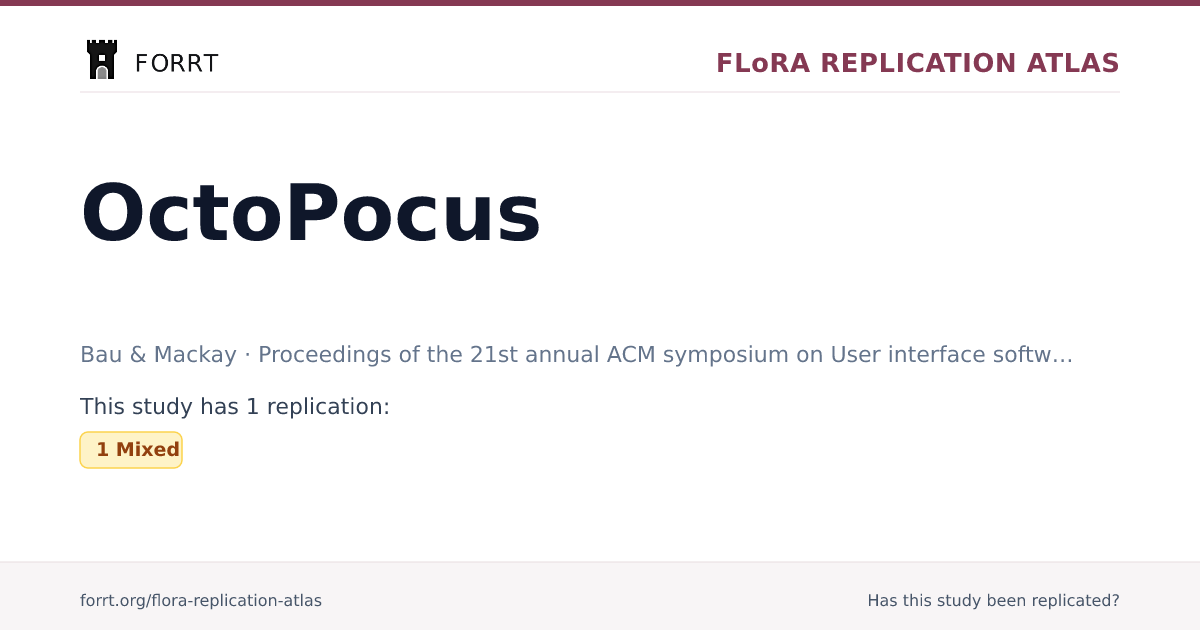 FORRT
FLoRA REPLICATION ATLAS
OctoPocus
Bau & Mackay · Proceedings of the 21st annual ACM symposium on User interface softw…
This study has 1 replication:
1 Mixed
forrt.org/flora-replication-atlas
Has this study been replicated?